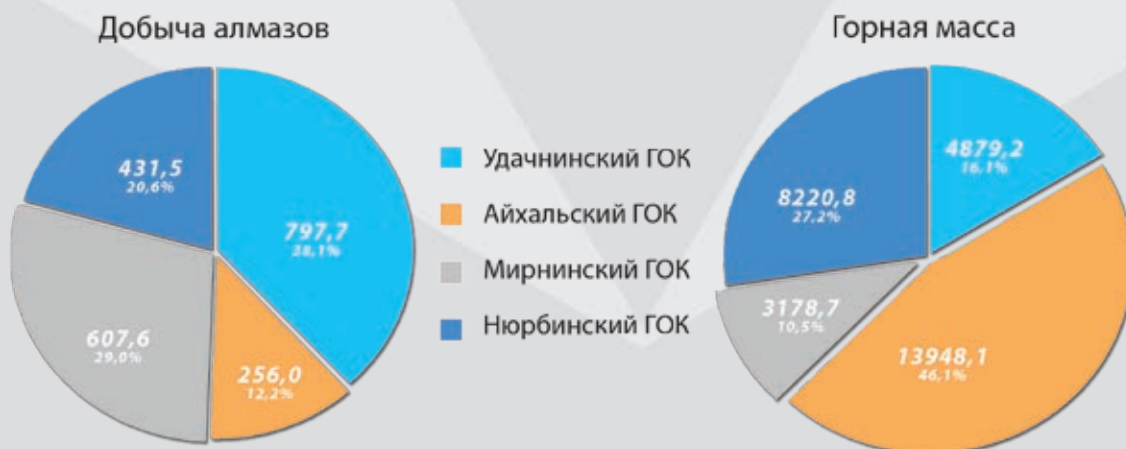 Добыча алмазов
431,5
20,6%
797,7
38,1%
607,6
29,0%
256,0
12,2%
Удачнинский ГОК
Айхальский ГОК
Мирнинский ГОК
Нюрбинский ГОК
Горная масса
4879,2
16,1%
8220,8
27,2%
3178,7
10,5%
13948,1
46,1%